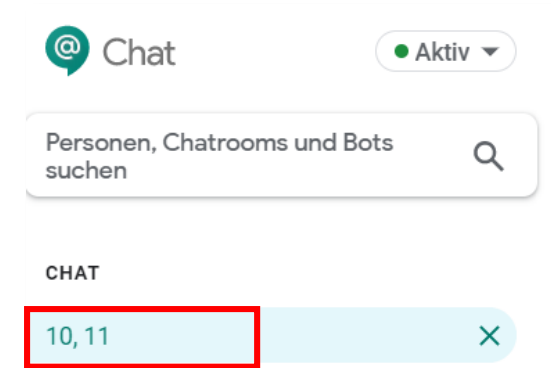 Chat
Aktiv
Personen, Chatrooms und Bots
suchen
CHAT
10, 11